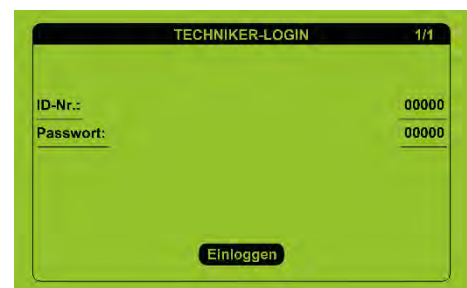 TECHNIKER-LOGIN 1/1
ID-Nr.: 00000
Passwort: 00000
Einloggen